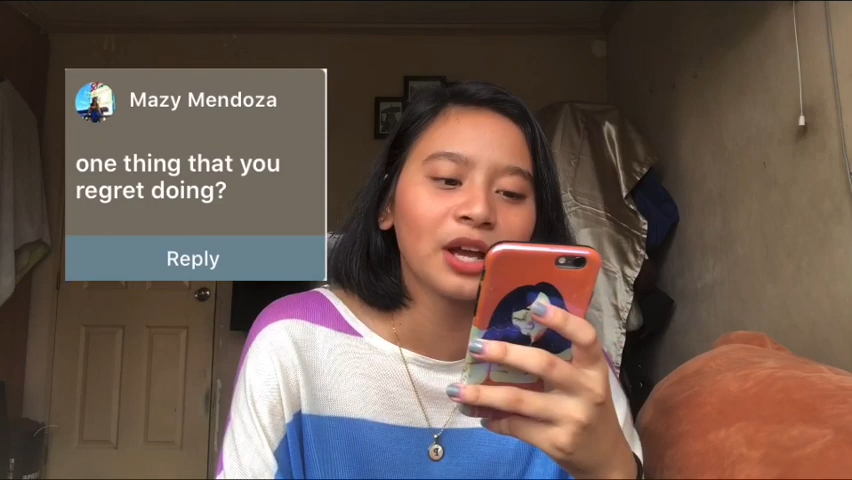 Mazy Mendoza
one thing that you
regret doing?
Reply